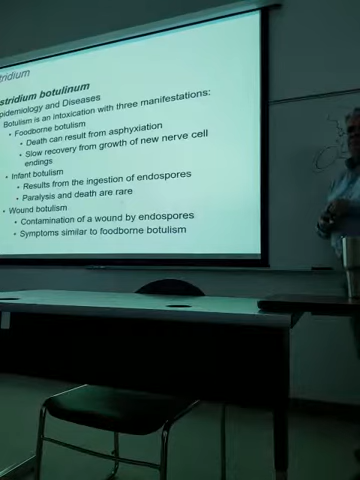 tridium
stridium botulinum
pidemiology and Diseases
Botulism is an intoxication with three manifestations:
• Foodborne botulism
• Death can result from asphyxiation
• Slow recovery from growth of new nerve cell
endings
• Infant botulism
• Results from the ingestion of endospores
• Paralysis and death are rare
• Wound botulism
• Contamination of a wound by endospores
• Symptoms similar to foodborne botulism